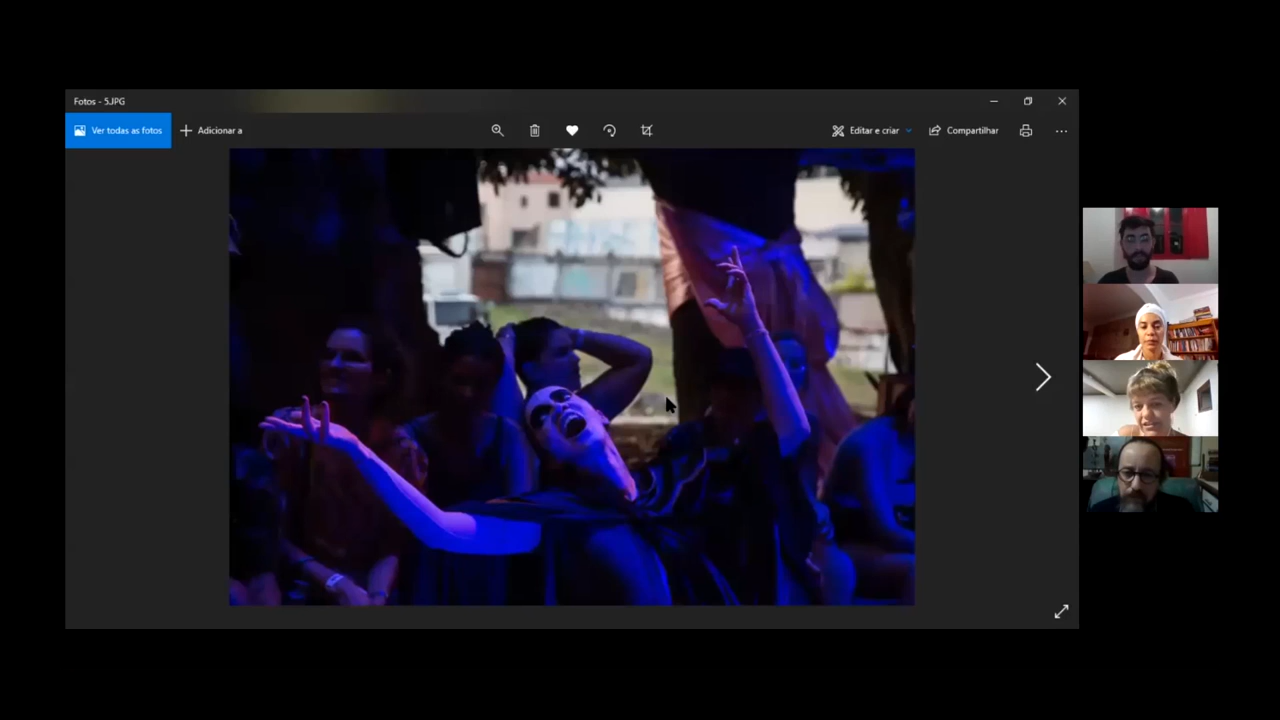 Fotos - 5.JPG
Ver todas as fotos
Adicionar a
Editar e criar
Compartilhar